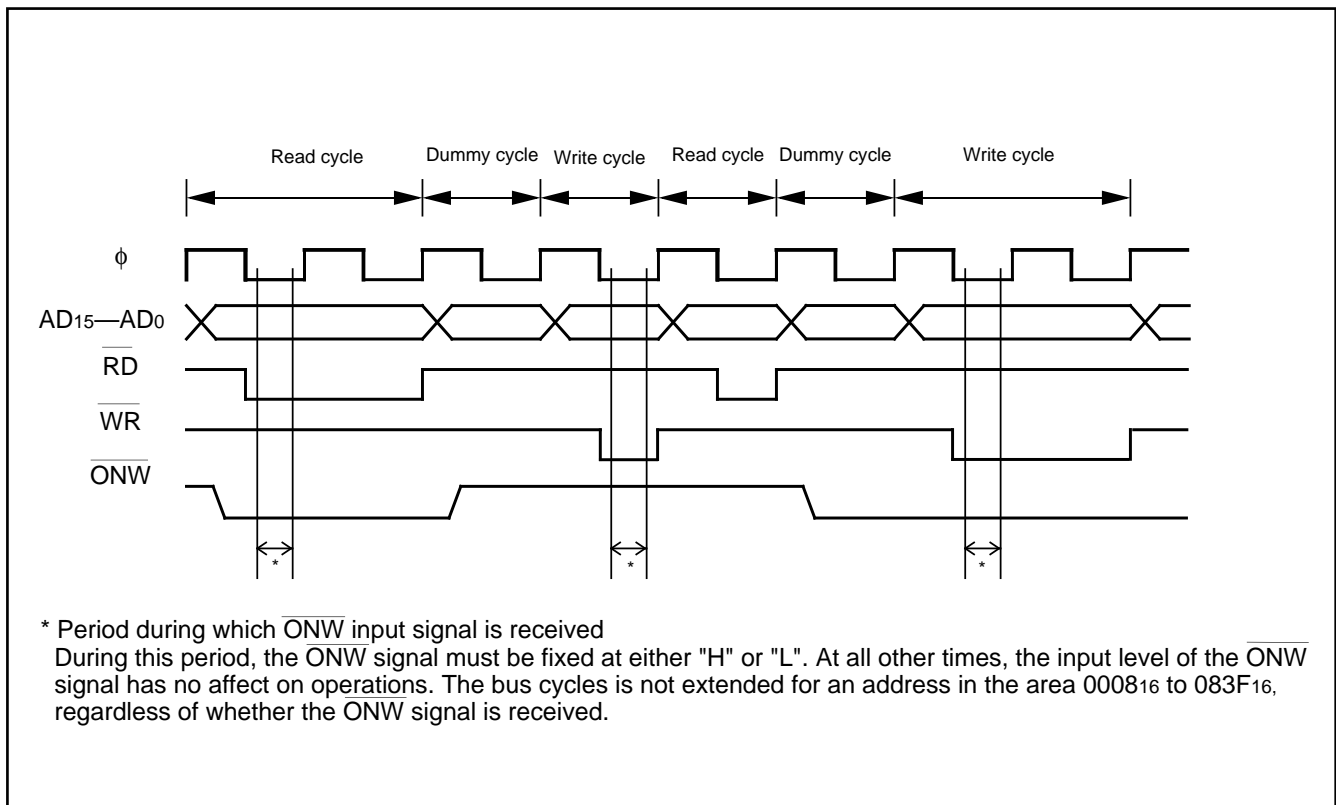 Read cycle Dummy cycle Write cycle Read cycle Dummy cycle Write cycle
ϕ
AD15—AD0
RD
WR
ONW
* * *
* Period during which ONW input signal is received
During this period, the ONW signal must be fixed at either "H" or "L". At all other times, the input level of the ONW
signal has no affect on operations. The bus cycles is not extended for an address in the area 000816 to 083F16,
regardless of whether the ONW signal is received.